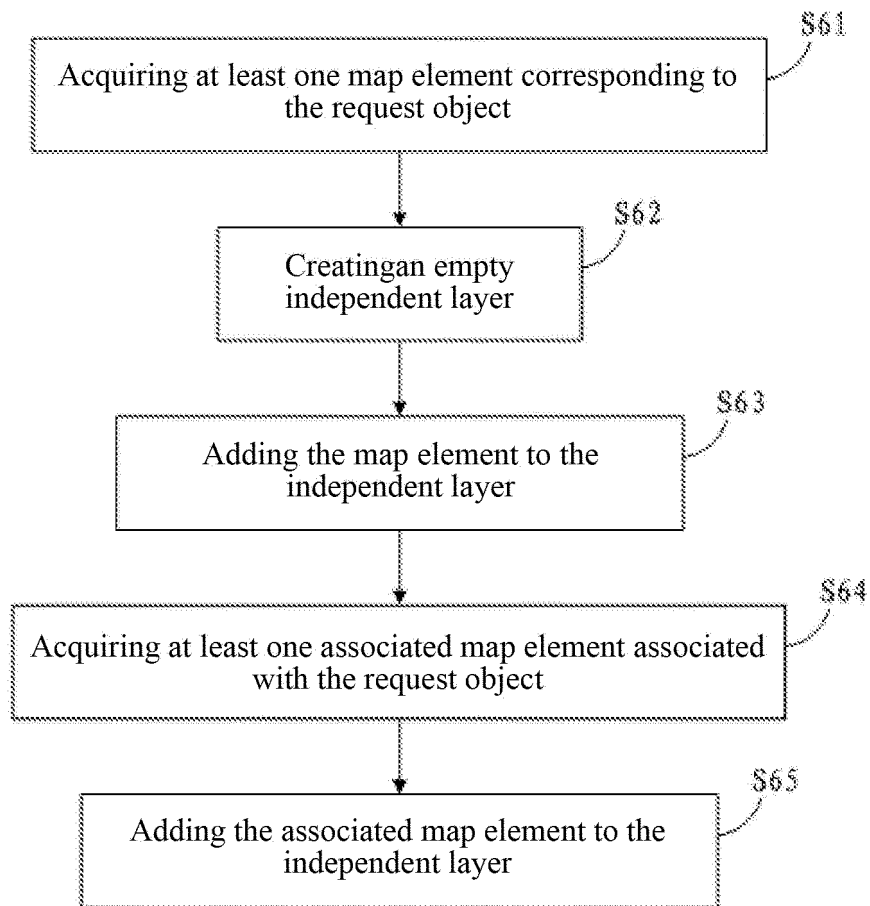 S61
Acquiring at least one map element corresponding to
the request object
S62
Creatingan empty
independent layer
S63
Adding the map element to the
independent layer
S64
Acquiring at least one associated map element associated
with the request object
S65
Adding the associated map element to the
independent layer